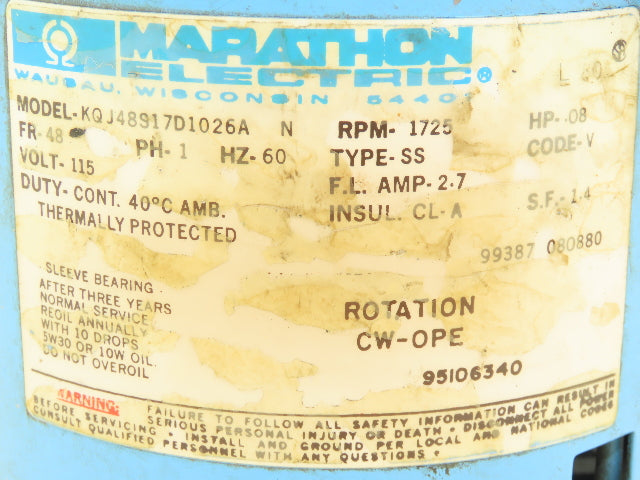 MARATHON
ELECTRIC®
WAUSAU, WISCONSIN 5440
MODEL- KQJ48S17D1026A N
RPM- 1725
HP- .08
FR- 48
PH- 1 HZ- 60
TYPE- SS
CODE- V
VOLT- 115
F.L. AMP- 2.7
DUTY- CONT. 40°C AMB.
INSUL. CL-A
S.F.- 1.4
THERMALLY PROTECTED
99387 080880
SLEEVE BEARING
AFTER THREE YEARS
NORMAL SERVICE
REOIL ANNUALLY
WITH 10 DROPS
5W30 OR 10W OIL.
DO NOT OVEROIL
ROTATION
CW-OPE
95106340
WARNING: FAILURE TO FOLLOW ALL SAFETY INFORMATION CAN RESULT IN
SERIOUS PERSONAL INJURY OR DEATH • DISCONNECT ALL POWER
BEFORE SERVICING • INSTALL AND GROUND PER LOCAL AND NATIONAL CODES
CONSULT QUALIFIED PERSONNEL WITH ANY QUESTIONS •